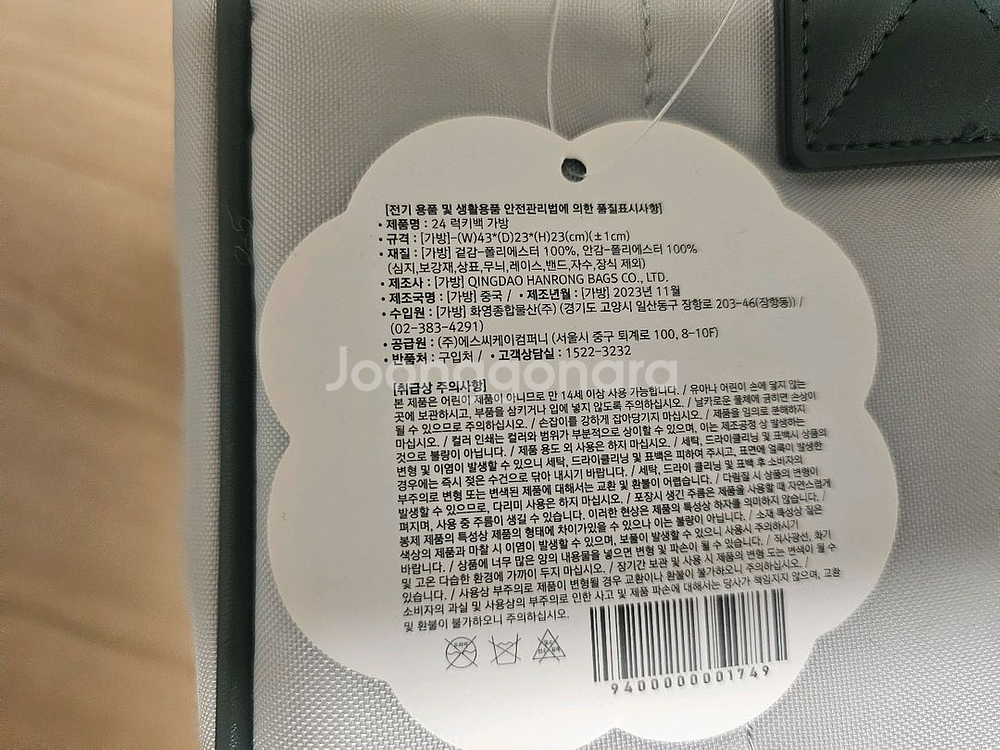 [전기 용품 및 생활용품 안전관리법에 의한 품질표시사항]
• 제품명 : 24 럭키백 가방
• 규격 : [가방]-(W)43*(D)23*(H)23(cm)(±1cm)
• 재질 : [가방] 겉감-폴리에스터 100%, 안감-폴리에스터 100%
(심지,보강재,상표,무늬,레이스,밴드,자수,장식 제외)
• 제조사 : [가방] QINGDAO HANRONG BAGS CO., LTD.
• 제조국명 : [가방] 중국 / • 제조년월 : [가방] 2023년 11월
• 수입원 : [가방] 화영종합물산(주) (경기도 고양시 일산동구 장항로 203-46(장항동)) /
(02-383-4291)
• 공급원 : (주)에스씨케이컴퍼니 (서울시 중구 퇴계로 100, 8-10F)
• 반품처 : 구입처 / • 고객상담실 : 1522-3232
Joonggonara
[취급상 주의사항]
본 제품은 어린이 제품이 아니므로 만 14세 이상 사용 가능합니다. / 유아나 어린이 손에 닿지 않는
곳에 보관하시고, 부품을 삼키거나 입에 넣지 않도록 주의하십시오. / 날카로운 물체에 긁히면 손상이
될 수 있으므로 주의하십시오. / 손잡이를 강하게 잡아당기지 마십시오. / 제품을 임의로 분해하지
마십시오. / 컬러 인쇄는 컬러와 범위가 부분적으로 상이할 수 있으며, 이는 제조공정 상 발생하는
것으로 불량이 아닙니다. / 제품 용도 외 사용은 하지 마십시오. / 세탁, 드라이클리닝 및 표백시 상품의
변형 및 이염이 발생할 수 있으니 세탁, 드라이클리닝 및 표백은 피하여 주시고, 표면에 얼룩이 발생한
경우에는 즉시 젖은 수건으로 닦아 내시기 바랍니다. / 세탁, 드라이 클리닝 및 표백 후 소비자의
부주의로 변형 또는 변색된 제품에 대해서는 교환 및 환불이 어렵습니다. / 다림질 시 상품의 변형이
발생할 수 있으므로, 다리미 사용은 하지 마십시오. / 포장시 생긴 주름은 제품을 사용할 때 자연스럽게
펴지며, 사용 중 주름이 생길 수 있습니다. 이러한 현상은 제품의 특성상 하자를 의미하지 않습니다. /
봉제 제품의 특성상 제품의 형태에 차이가있을 수 있으나 이는 불량이 아닙니다. / 소재 특성상 짙은
색상의 제품과 마찰 시 이염이 발생할 수 있으며, 보풀이 발생할 수 있으니 사용시 주의하시기
바랍니다. / 상품에 너무 많은 양의 내용물을 넣으면 변형 및 파손이 될 수 있습니다. / 직사광선, 화기
및 고온 다습한 환경에 가까이 두지 마십시오. / 장기간 보관 및 사용 시 제품의 변형 또는 변색이 될 수
있습니다. / 사용상 부주의로 제품이 변형될 경우 교환이나 환불이 불가하오니 주의하십시오. /
소비자의 과실 및 사용상의 부주의로 인한 사고 및 제품 파손에 대해서는 당사가 책임지지 않으며, 교환
및 환불이 불가하오니 주의하십시오.
9400000001749